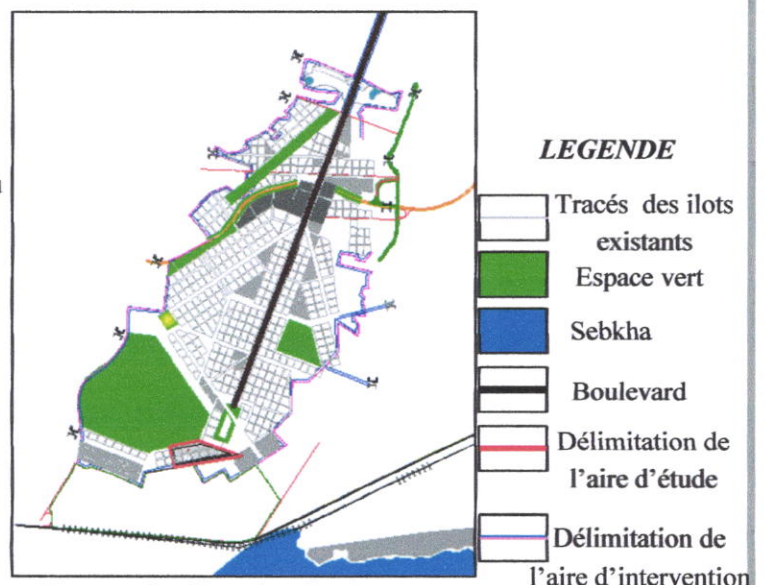 LEGENDE
Tracés des ilots
existants
Espace vert
Sebkha
Boulevard
Délimitation de
l'aire d'étude
Délimitation de
l'aire d'intervention